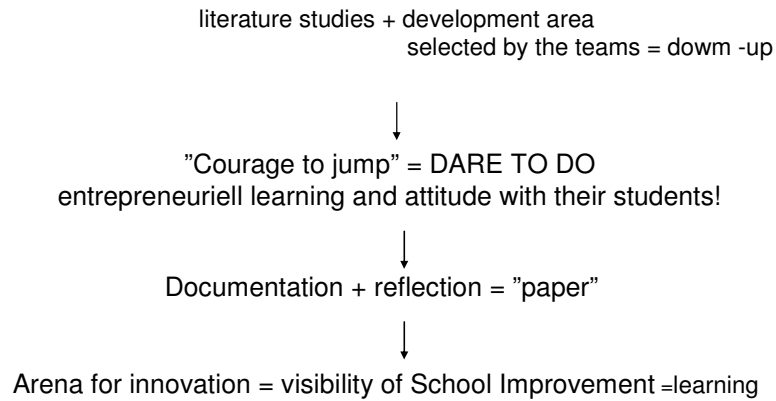 literature studies + development area
selected by the teams = dowm -up
”Courage to jump” = DARE TO DO
entrepreneuriell learning and attitude with their students!
Documentation + reflection = ”paper”
Arena for innovation = visibility of School Improvement =learning